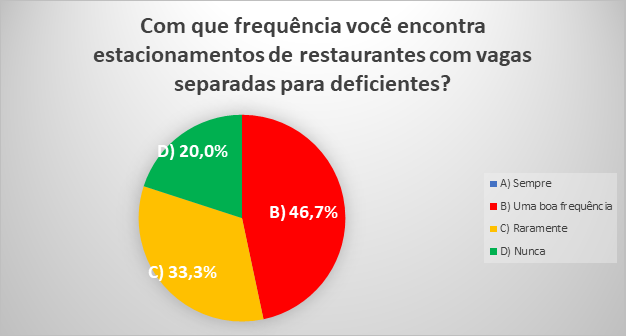 Com que frequência você encontra
estacionamentos de restaurantes com vagas
separadas para deficientes?
D) 20,0%
B) 46,7%
C) 33,3%
A) Sempre
B) Uma boa frequência
C) Raramente
D) Nunca